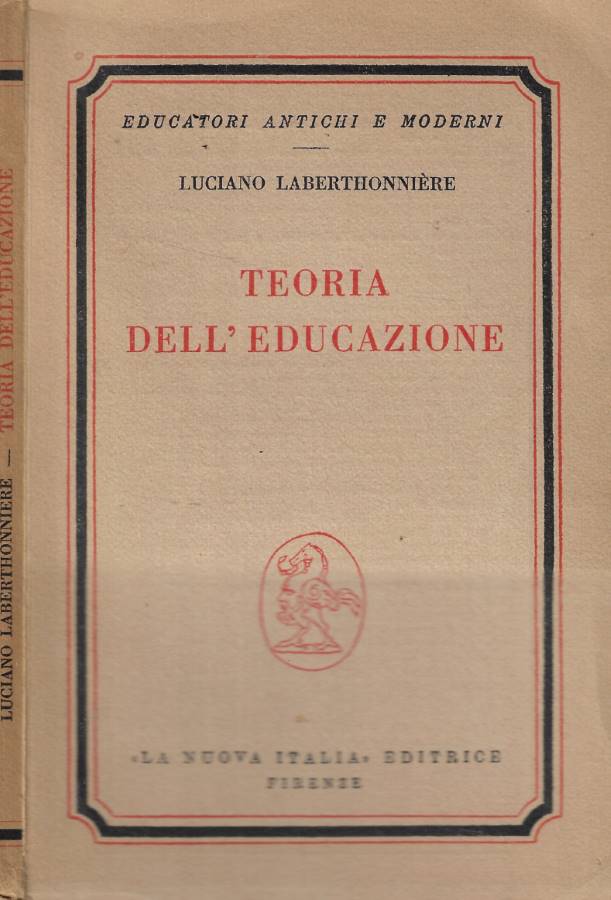 EDUCATORI ANTICHI E MODERNI
LUCIANO LABERTHONNIÈRE
TEORIA
DELL'EDUCAZIONE
«LA NUOVA ITALIA» EDITRICE
FIRENZE
LUCIANO LABERTHONNIÈRE — TEORIA DELL'EDUCAZIONE